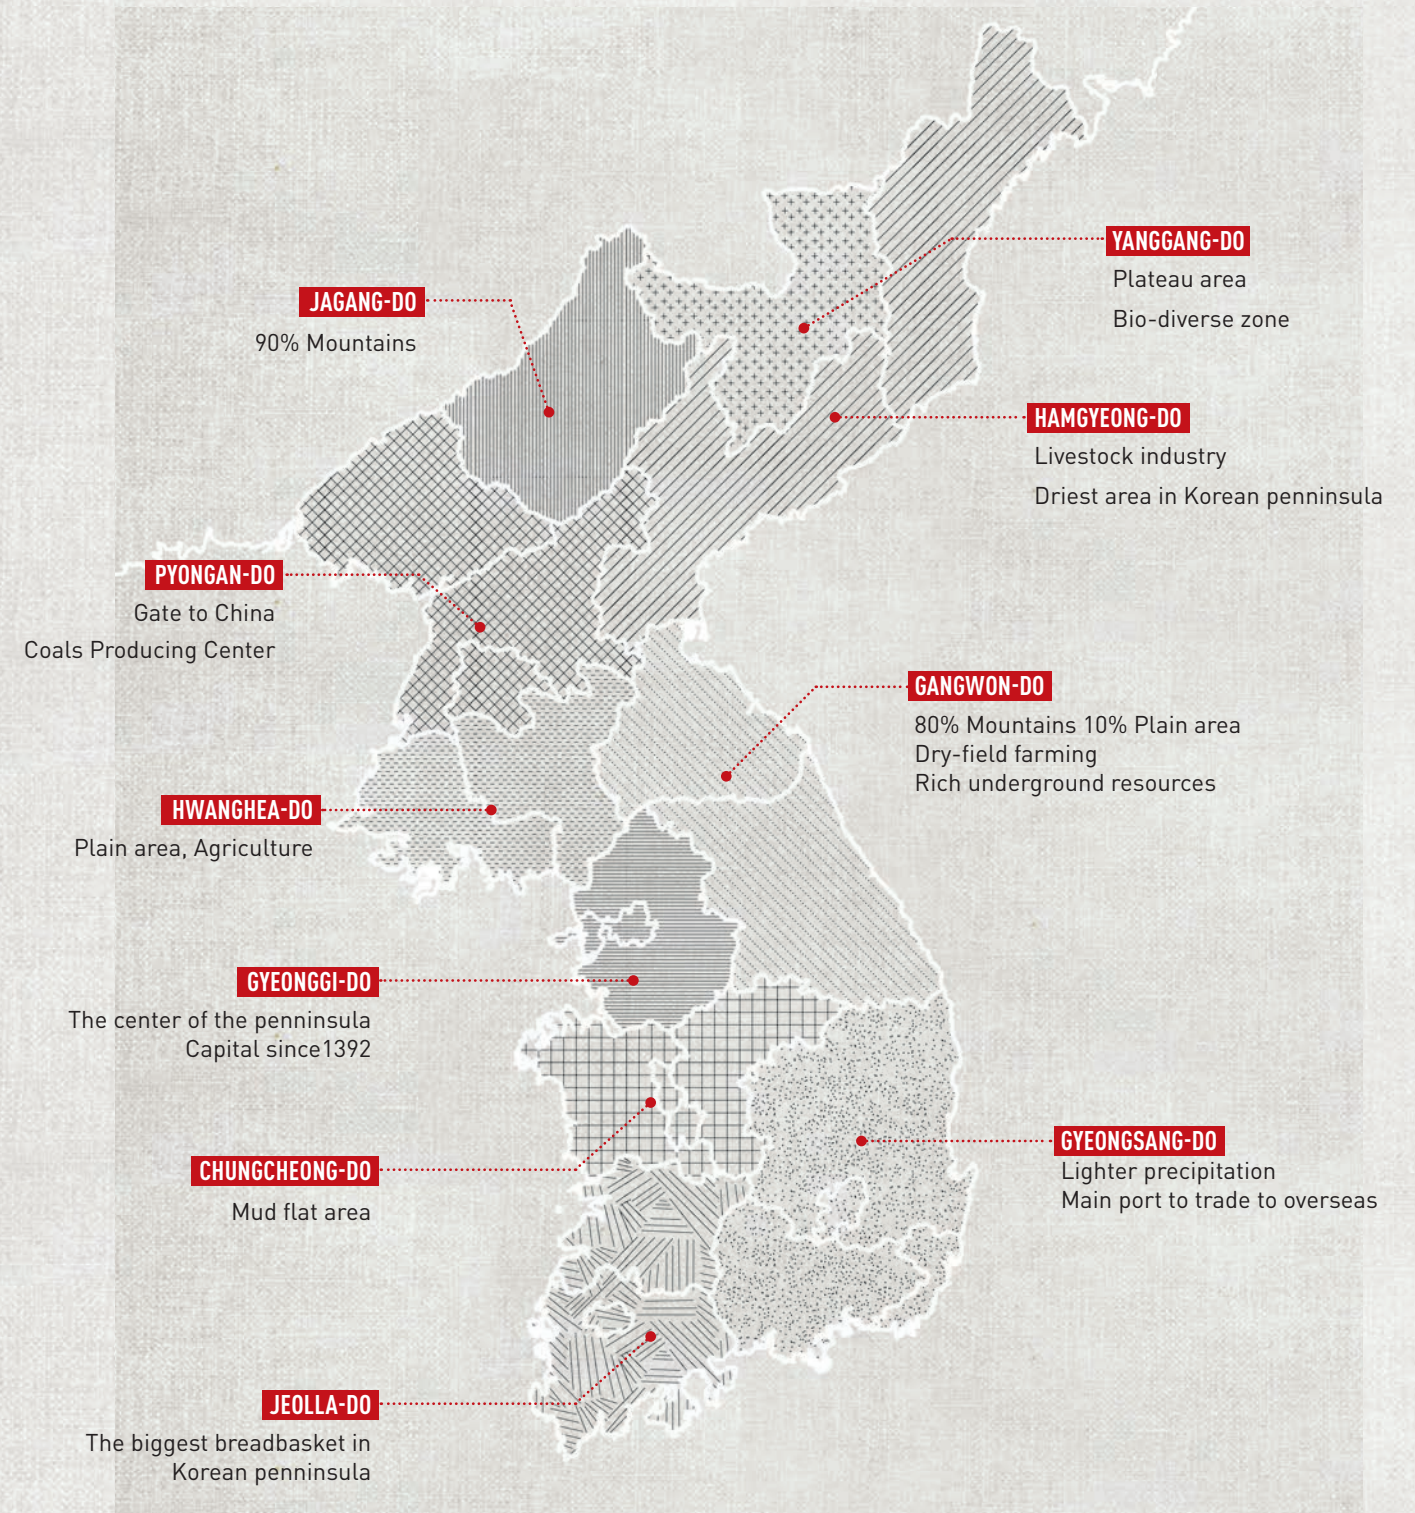 YANGGANG-DO
Plateau area
Bio-diverse zone
JAGANG-DO
90% Mountains
HAMGYEONG-DO
Livestock industry
Driest area in Korean penninsula
PYONGAN-DO
Gate to China
Coals Producing Center
GANGWON-DO
80% Mountains 10% Plain area
Dry-field farming
Rich underground resources
HWANGHEA-DO
Plain area, Agriculture
GYEONGGI-DO
The center of the penninsula
Capital since1392
GYEONGSANG-DO
Lighter precipitation
Main port to trade to overseas
CHUNGCHEONG-DO
Mud flat area
JEOLLA-DO
The biggest breadbasket in
Korean penninsula